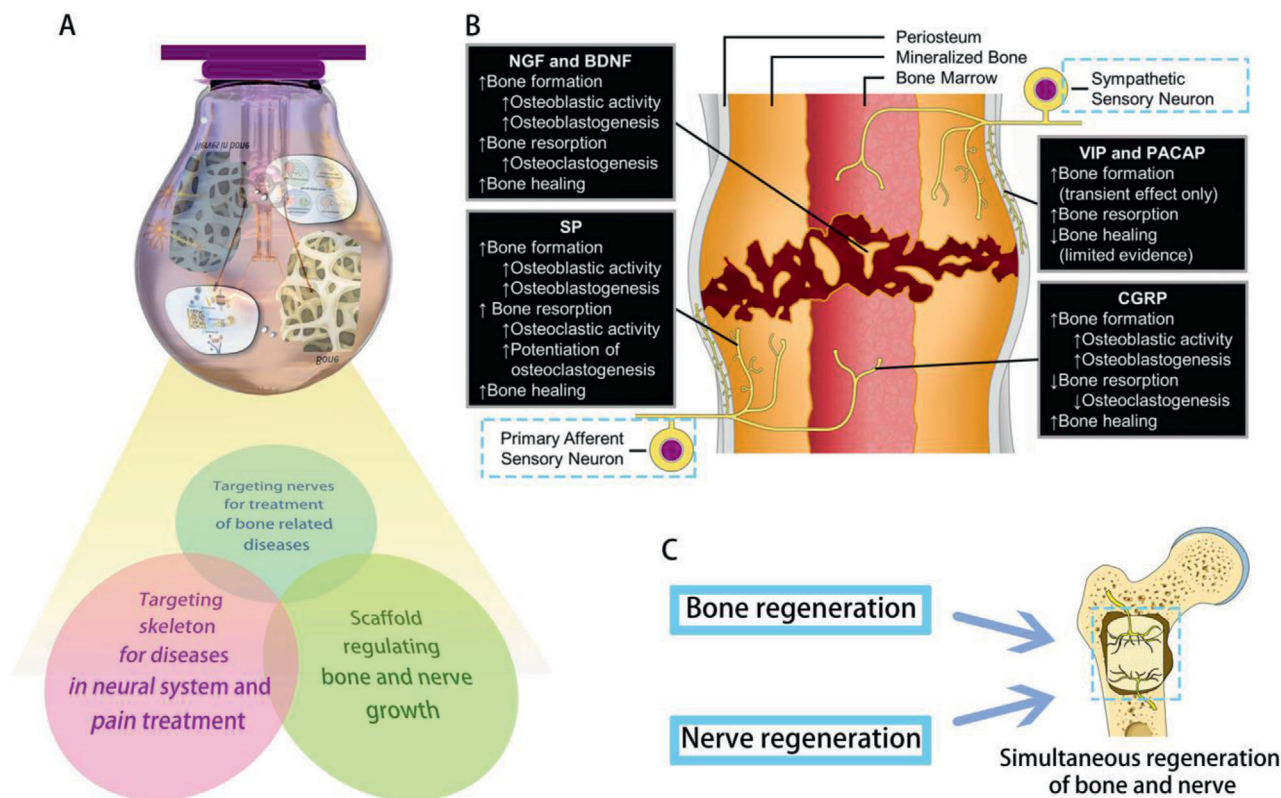 A
Nerves in bone
Bone
Targeting nerves
for treatment
of bone related
diseases
Targeting
skeleton
for diseases
in neural system and
pain treatment
Scaffold
regulating
bone and nerve
growth
B
NGF and BDNF
↑Bone formation
↑Osteoblastic activity
↑Osteoblastogenesis
↑Bone resorption
↑Osteoclastogenesis
↑Bone healing
SP
↑Bone formation
↑Osteoblastic activity
↑Osteoblastogenesis
↑ Bone resorption
↑Osteoclastic activity
↑Potentiation of
osteoclastogenesis
↑Bone healing
Primary Afferent
Sensory Neuron
Periosteum
Mineralized Bone
Bone Marrow
Sympathetic
Sensory Neuron
VIP and PACAP
↑Bone formation
(transient effect only)
↑Bone resorption
↓Bone healing
(limited evidence)
CGRP
↑Bone formation
↑Osteoblastic activity
↑Osteoblastogenesis
↓Bone resorption
↓Osteoclastogenesis
↑Bone healing
C
Bone regeneration
Nerve regeneration
Simultaneous regeneration
of bone and nerve